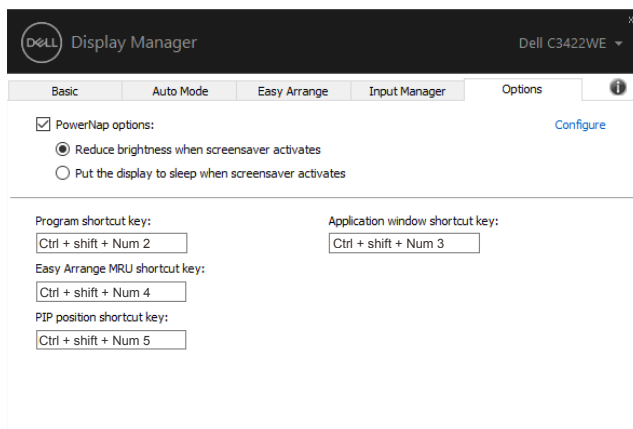 DELL Display Manager Dell C3422WE
Basic Auto Mode Easy Arrange Input Manager Options
PowerNap options: Configure
Reduce brightness when screensaver activates
Put the display to sleep when screensaver activates
Program shortcut key: Application window shortcut key:
Ctrl + shift + Num 2 Ctrl + shift + Num 3
Easy Arrange MRU shortcut key:
Ctrl + shift + Num 4
PIP position shortcut key:
Ctrl + shift + Num 5